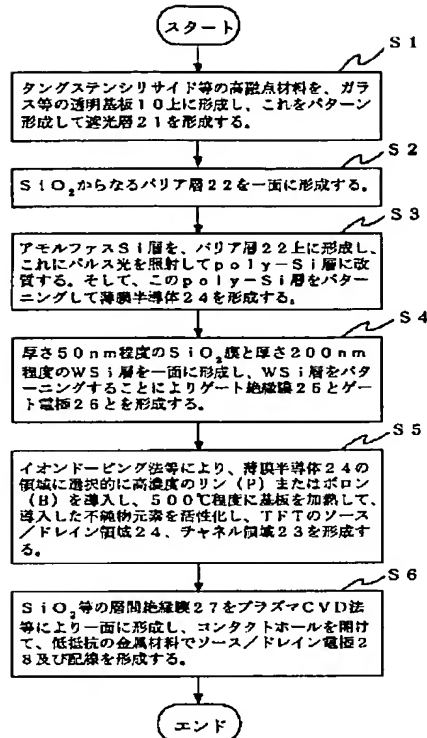 スタート
S1
タングステンシリサイド等の高融点材料を、ガラ
ス等の透明基板10上に形成し、これをパターン
形成して遮光層21を形成する。
S2
SiO₂からなるバリア層22を一面に形成する。
S3
アモルファスSi層を、バリア層22上に形成し、
これにパルス光を照射してpoly-Si層に改
質する。そして、このpoly-Si層をパター
ニングして薄膜半導体24を形成する。
S4
厚さ50nm程度のSiO₂膜と厚さ200nm
程度のWSi層を一面に形成し、WSi層をパタ
ーニングすることによりゲート絶縁膜25とゲー
ト電極26とを形成する。
S5
イオンドーピング法等により、薄膜半導体24の
領域に選択的に高濃度のリン(P)またはボロン
(B)を導入し、500℃程度に基板を加熱して、
導入した不純物元素を活性化し、TFTのソース
/ドレイン領域24、チャネル領域23を形成す
る。
S6
SiO₂等の層間絶縁膜27をプラズマCVD法
等により一面に形成し、コンタクトホールを開け
て、低抵抗の金属材料でソース/ドレイン電極2
8及び配線を形成する。
エンド